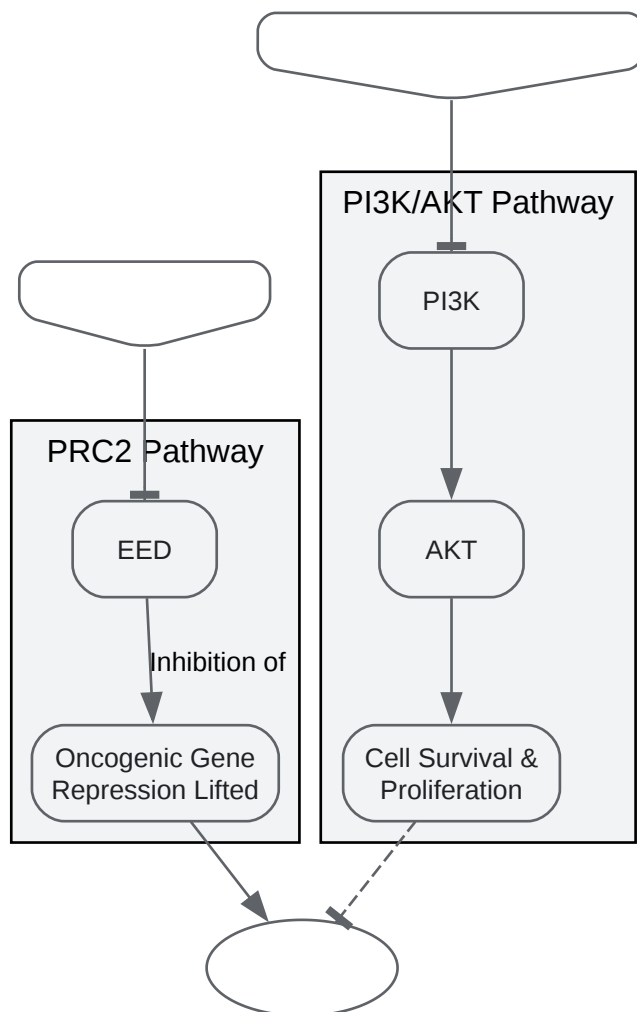 PI3K/AKT Pathway
PI3K
PRC2 Pathway
EED
AKT
Inhibition of
Oncogenic Gene
Repression Lifted
Cell Survival &
Proliferation